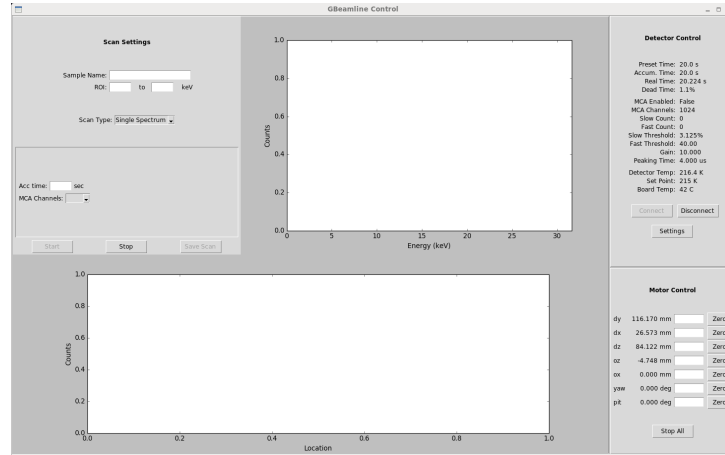 GBeamline Control
Scan Settings
Sample Name:
ROI: to keV
Scan Type: Single Spectrum
Acc time: sec
MCA Channels:
Start Stop Save Scan
1.0
0.8
0.6
0.4
0.2
0.0
Counts
0 5 10 15 20 25 30
Energy (keV)
1.0
0.8
0.6
0.4
0.2
0.0
Counts
0.0 0.2 0.4 0.6 0.8 1.0
Location
Detector Control
Preset Time: 20.0 s
Accum. Time: 20.0 s
Real Time: 20.224 s
Dead Time: 1.1%
MCA Enabled: False
MCA Channels: 1024
Slow Count: 0
Fast Count: 0
Slow Threshold: 3.125%
Fast Threshold: 40.00
Gain: 10.000
Peaking Time: 4.000 us
Detector Temp: 216.4 K
Set Point: 215 K
Board Temp: 42 C
Connect Disconnect
Settings
Motor Control
dy 116.170 mm Zero
dx 26.573 mm Zero
dz 84.122 mm Zero
oz -4.748 mm Zero
ox 0.000 mm Zero
yaw 0.000 deg Zero
pit 0.000 deg Zero
Stop All